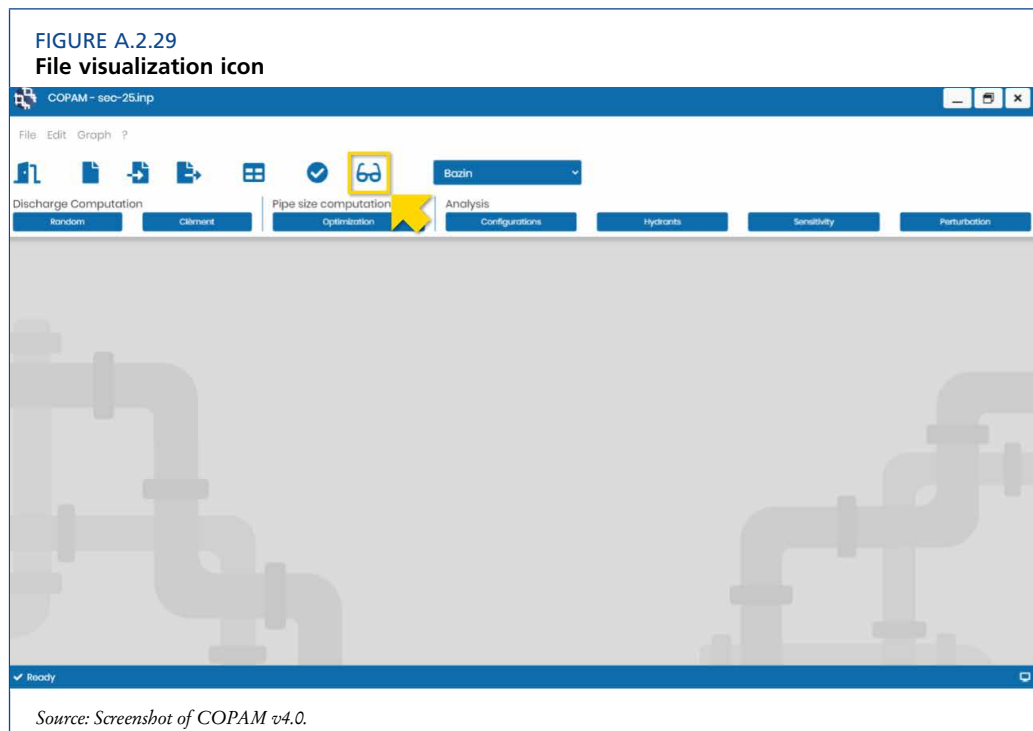 FIGURE A.2.29
File visualization icon
COPAM - sec-25.inp
File Edit Graph ?
Bazin
Discharge Computation Pipe size computation Analysis
Random Clèment Optimization Configurations Hydrants Sensitivity Perturbation
Ready
Source: Screenshot of COPAM v4.0.